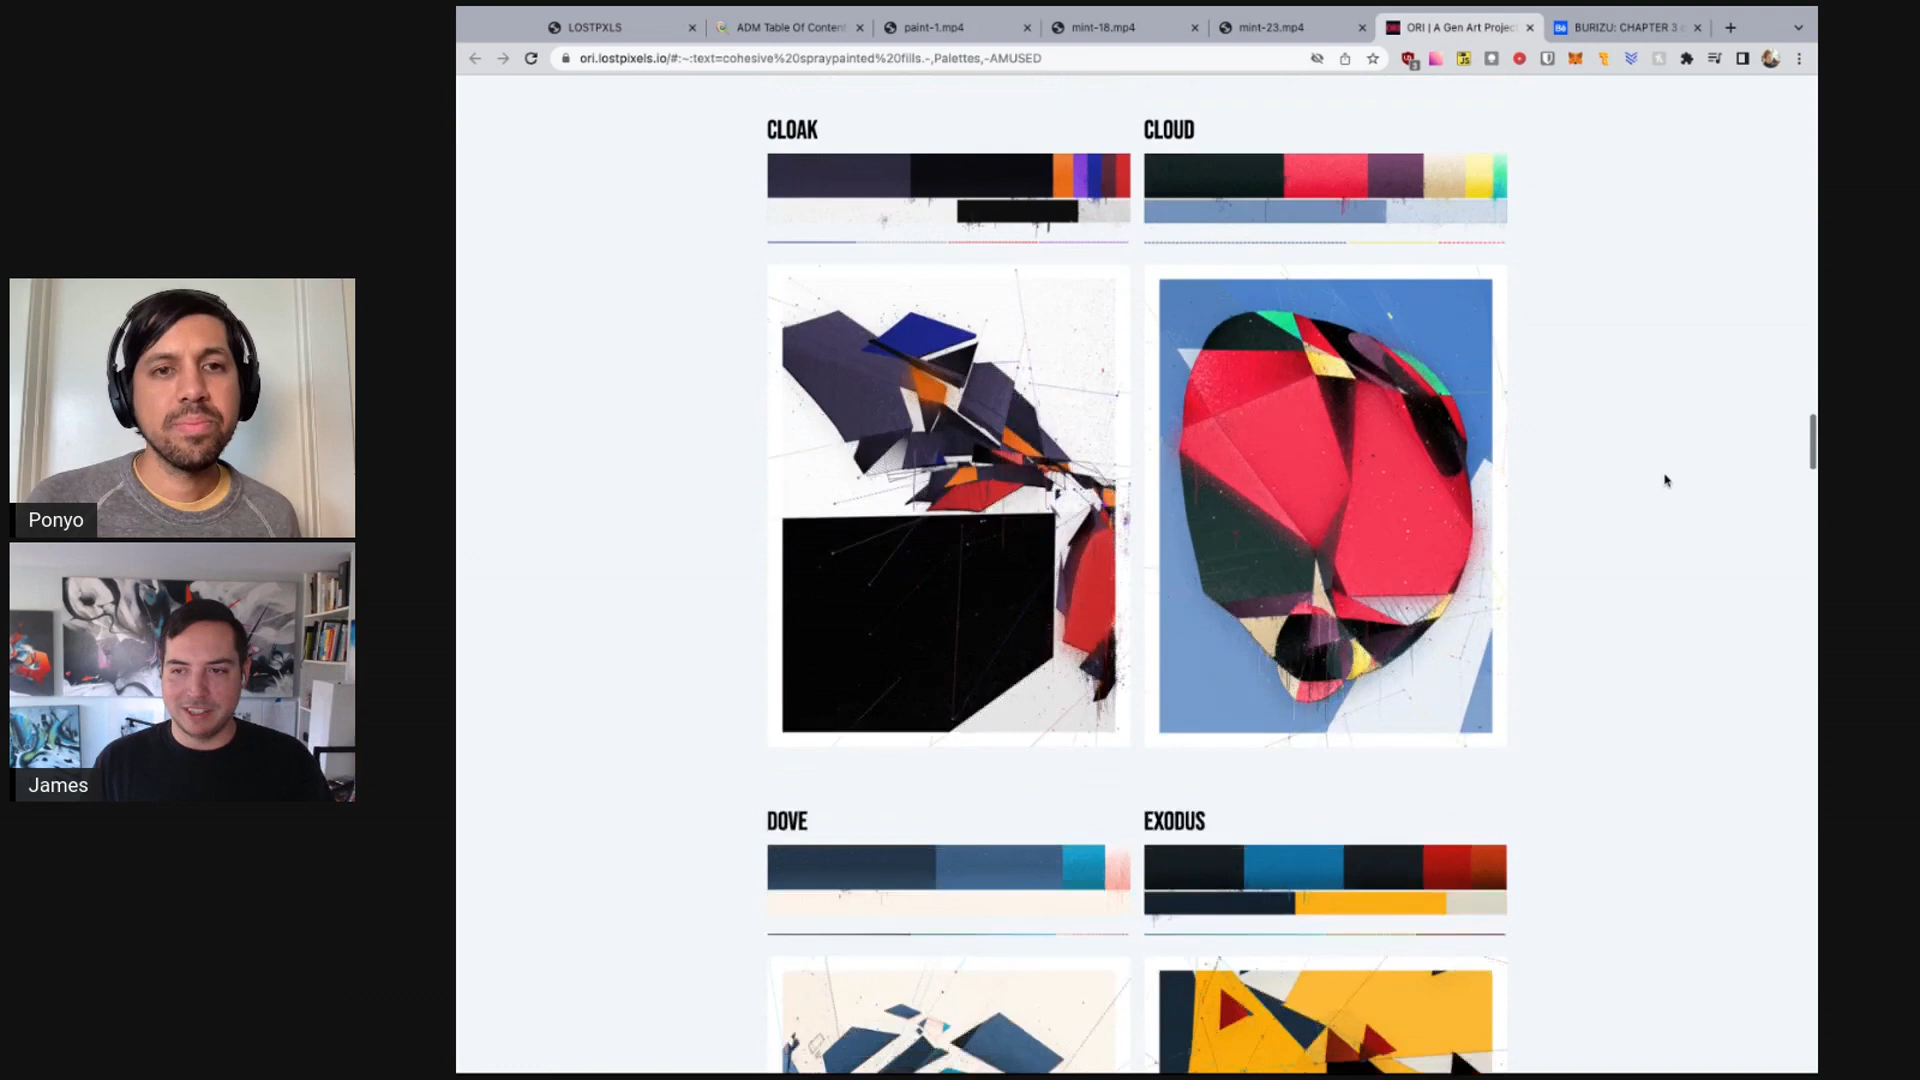 LOSTPXLS
ADM Table Of Content
paint-1.mp4
mint-18.mp4
mint-23.mp4
ORI | A Gen Art Project
BURIZU: CHAPTER 3
ori.lostpixels.io/#:~:text=cohesive%20spraypainted%20fills.-,Palettes,-AMUSED
CLOAK
CLOUD
DOVE
EXODUS
Ponyo
James